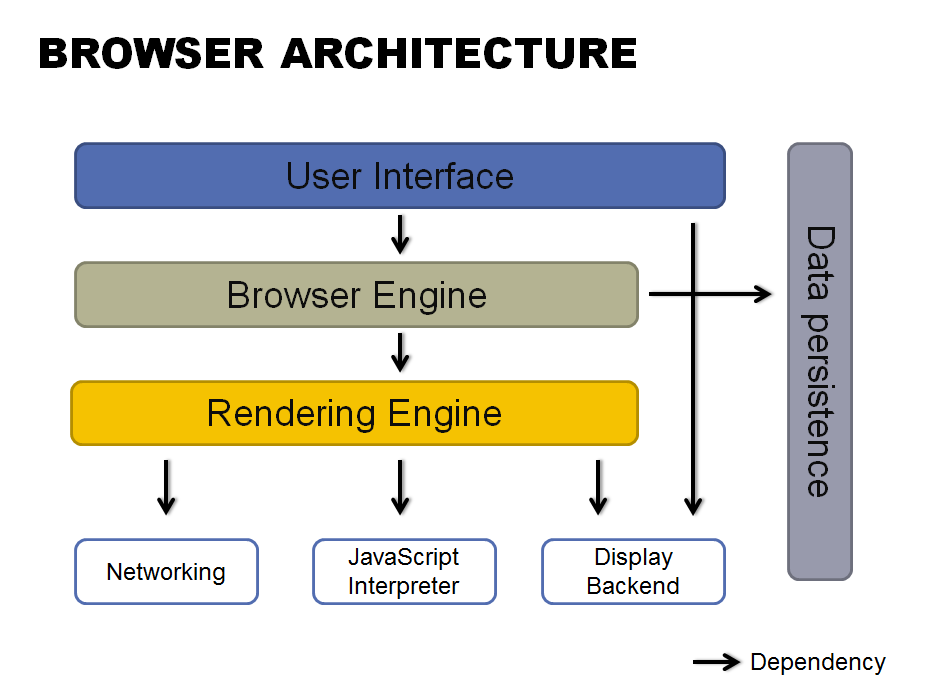 BROWSER ARCHITECTURE
User Interface
Browser Engine
Rendering Engine
Data persistence
Networking
JavaScript
Interpreter
Display
Backend
Dependency